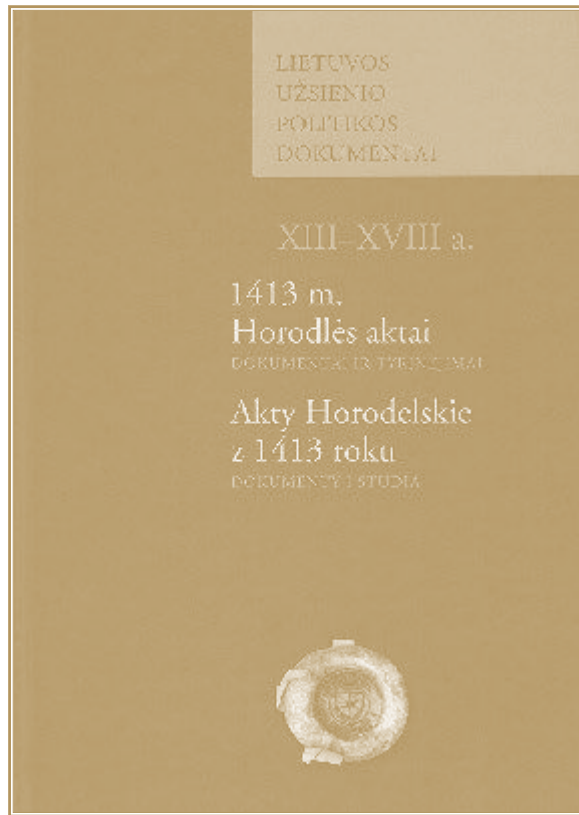 LIETUVOS
UŽSIENIO
POLITIKOS
DOKUMENTAI
XIII–XVIII a.
1413 m.
Horodlės aktai
DOKUMENTAI IR TYRINĖJIMAI
Akty Horodelskie
z 1413 roku
DOKUMENTY I STUDIA